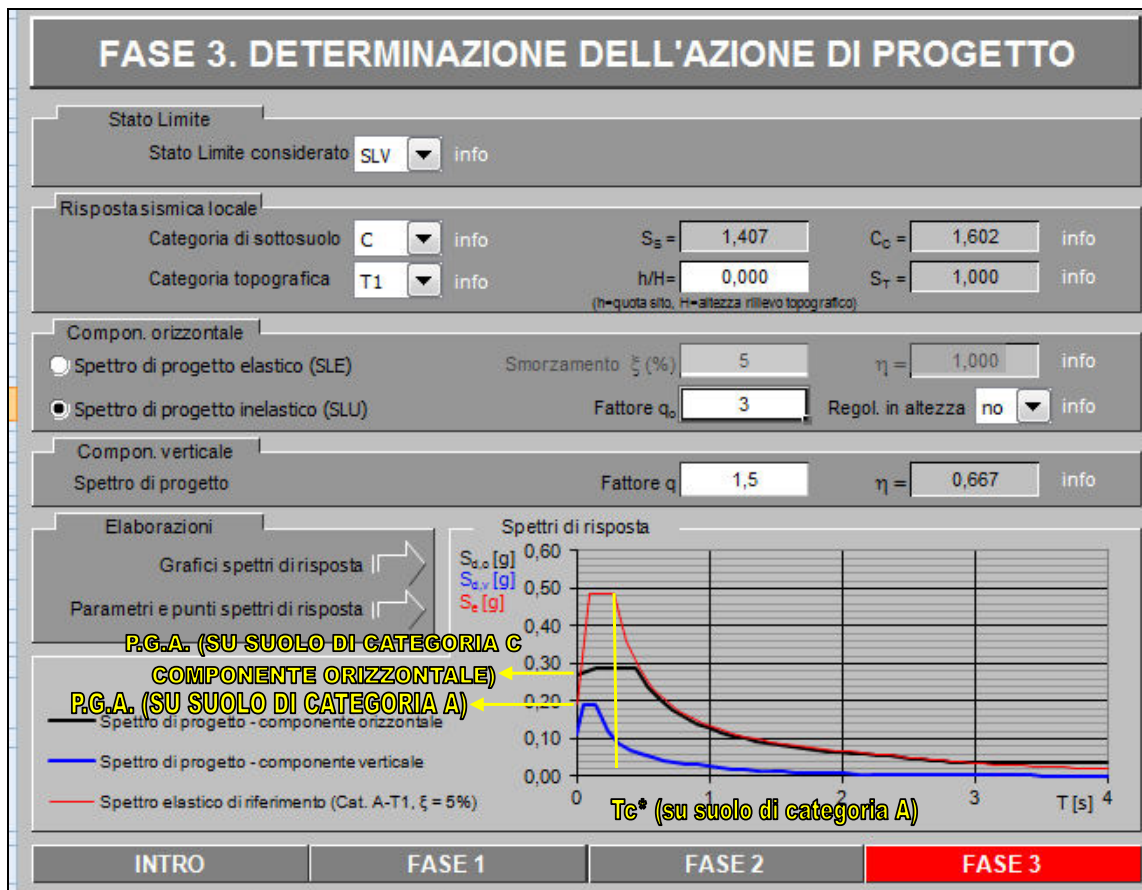 FASE 3. DETERMINAZIONE DELL'AZIONE DI PROGETTO
Stato Limite
Stato Limite considerato SLV info
Risposta sismica locale
Categoria di sottosuolo C info
S_S = 1,407 C_C = 1,602 info
Categoria topografica T1 info
h/H= 0,000 S_T = 1,000 info
(h=quota sito, H=altezza rilievo topografico)
Compon. orizzontale
Spettro di progetto elastico (SLE)
Smorzamento ξ (%) 5 η = 1,000 info
Spettro di progetto inelastico (SLU)
Fattore q_o 3 Regol. in altezza no info
Compon. verticale
Spettro di progetto
Fattore q 1,5 η = 0,667 info
Elaborazioni
Grafici spettri di risposta
Parametri e punti spettri di risposta
Spettri di risposta
S_d,o [g]
S_d,v [g]
S_e [g]
0,60
0,50
0,40
0,30
0,20
0,10
0,00
0 1 2 3 T [s] 4
P.G.A. (SU SUOLO DI CATEGORIA C
COMPONENTE ORIZZONTALE)
P.G.A. (SU SUOLO DI CATEGORIA A)
Spettro di progetto - componente orizzontale
Spettro di progetto - componente verticale
Spettro elastico di riferimento (Cat. A-T1, ξ = 5%)
Tc* (su suolo di categoria A)
INTRO FASE 1 FASE 2 FASE 3